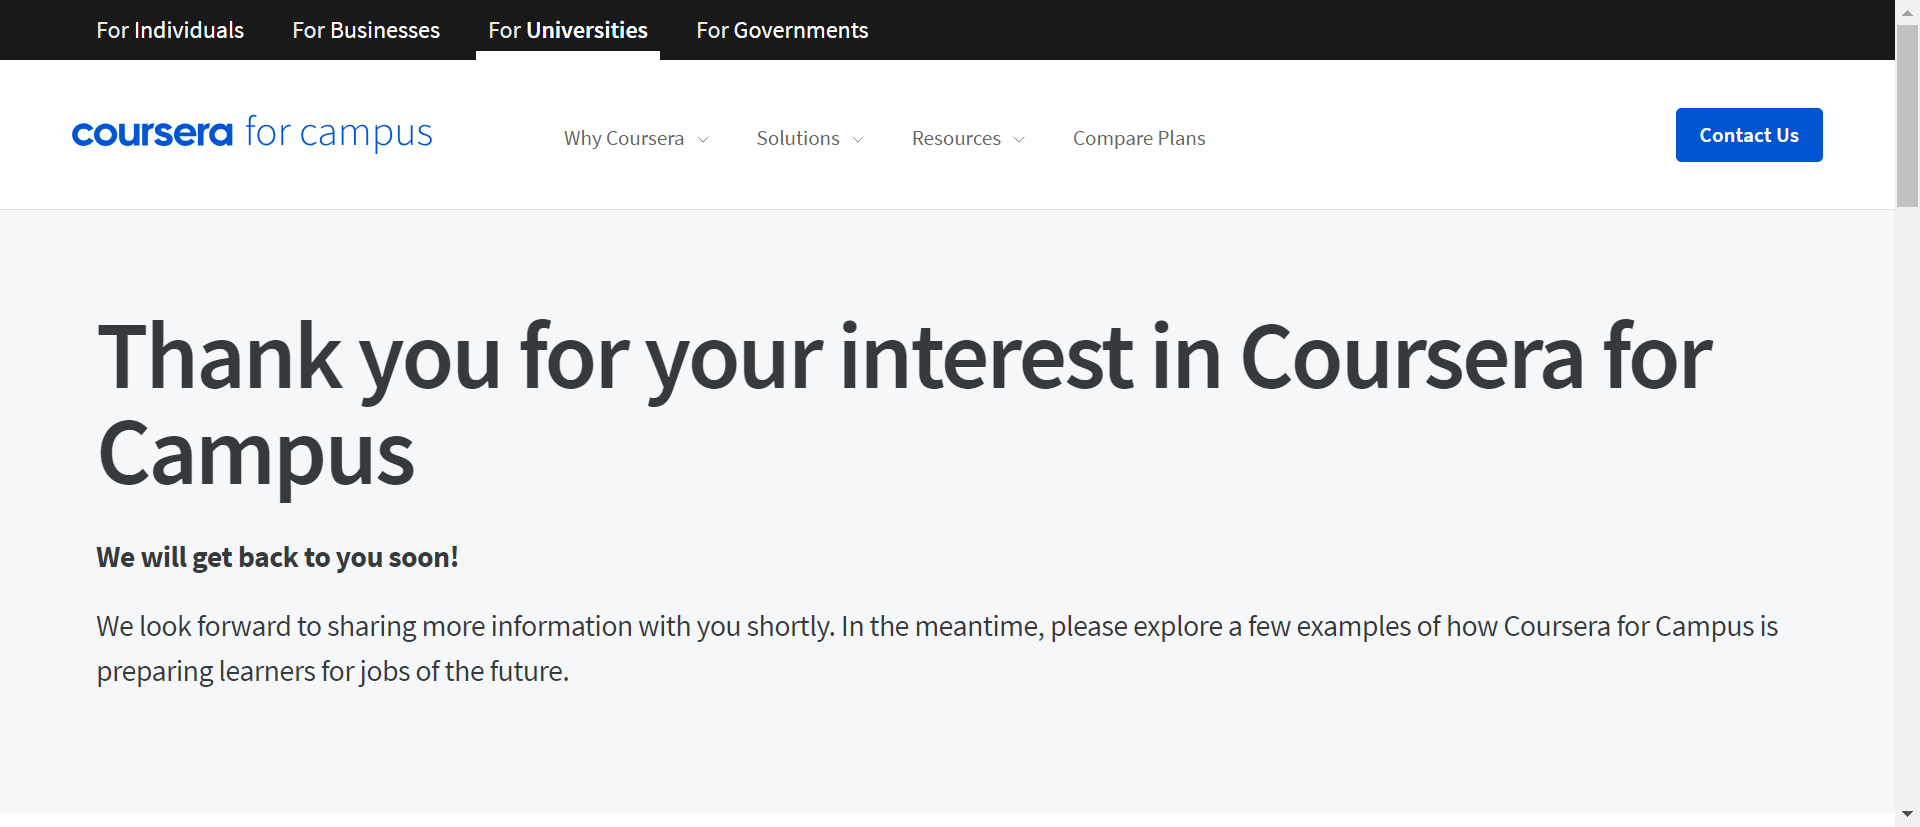 For Individuals For Businesses For Universities For Governments
coursera for campus Why Coursera Solutions Resources Compare Plans Contact Us
Thank you for your interest in Coursera for
Campus
We will get back to you soon!
We look forward to sharing more information with you shortly. In the meantime, please explore a few examples of how Coursera for Campus is
preparing learners for jobs of the future.